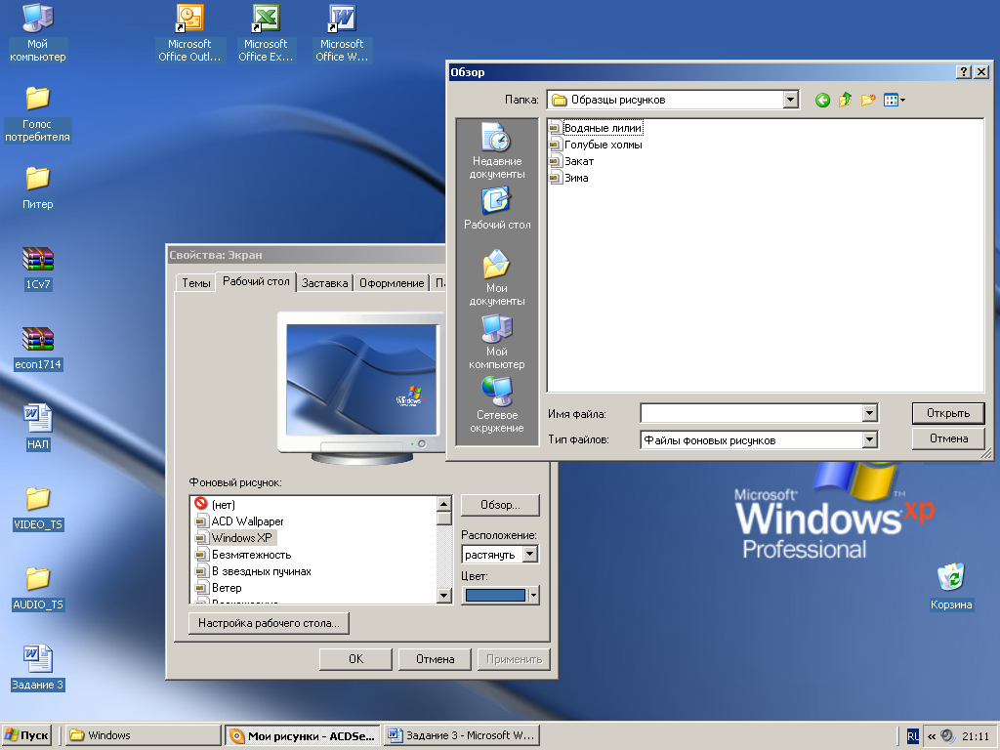 Мой
компьютер
Microsoft
Office Outl...
Microsoft
Office Ex...
Microsoft
Office W...
Голос
потребителя
Питер
1Cv7
econ1714
НАЛ
VIDEO_TS
AUDIO_TS
Задание 3
Обзор
Папка:
Образцы рисунков
Недавние
документы
Рабочий стол
Мои
документы
Мой
компьютер
Сетевое
окружение
Водяные лилии
Голубые холмы
Закат
Зима
Имя файла:
Открыть
Тип файлов:
Файлы фоновых рисунков
Отмена
Свойства: Экран
Темы
Рабочий стол
Заставка
Оформление
Windows
Professional
Фоновый рисунок:
(нет)
ACD Wallpaper
Windows XP
Безмятежность
В звездных пучинах
Ветер
Обзор...
Расположение:
растянуть
Цвет:
Настройка рабочего стола...
OK
Отмена
Применить
Microsoft
Windows xp
Professional
TM
Корзина
Пуск
Windows
Мои рисунки - ACDSe...
Задание 3 - Microsoft W...
RU
«
21:11